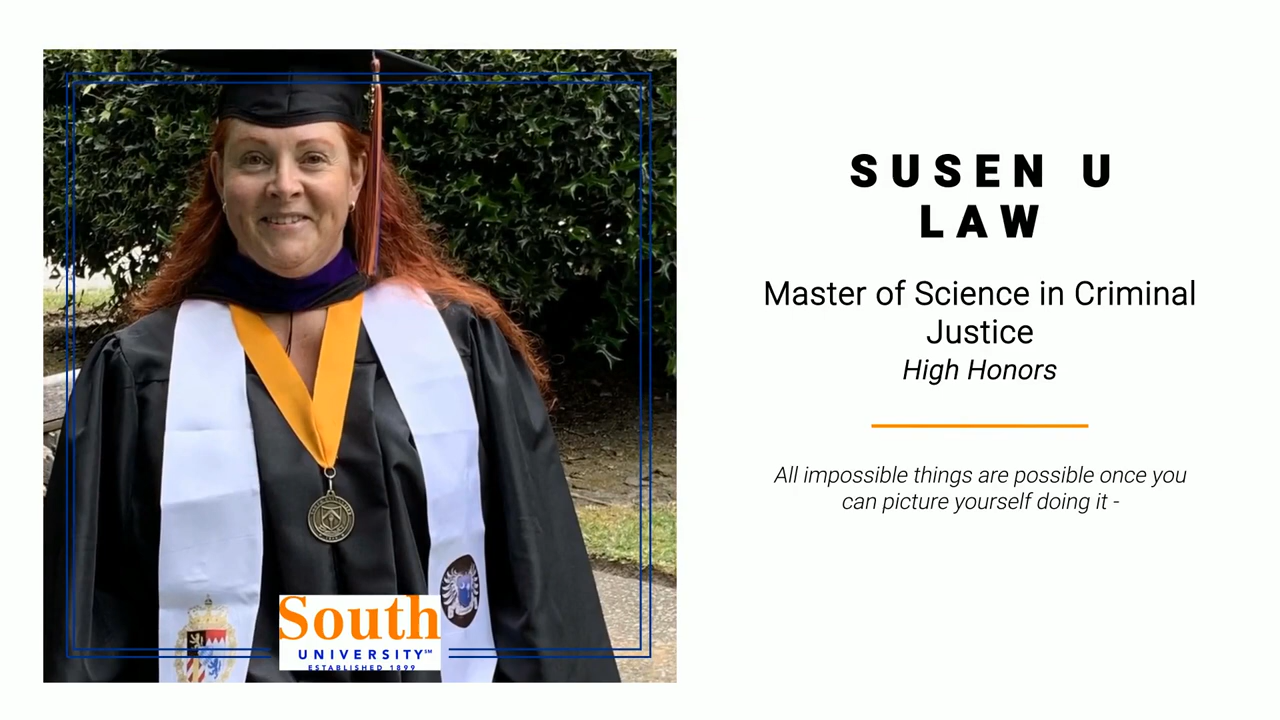 SUSEN U
LAW
Master of Science in Criminal
Justice
High Honors
All impossible things are possible once you
can picture yourself doing it -
South
UNIVERSITY℠
ESTABLISHED 1899